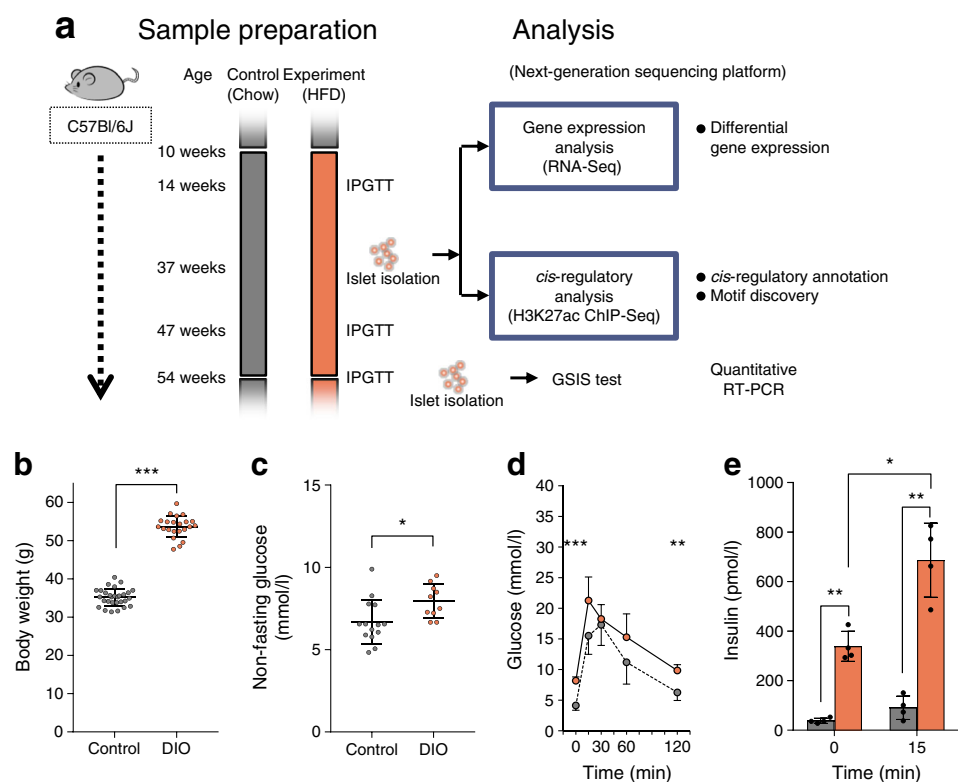 a
Sample preparation
Analysis
Age
Control
(Chow)
Experiment
(HFD)
(Next-generation sequencing platform)
C57Bl/6J
10 weeks
14 weeks
37 weeks
47 weeks
54 weeks
IPGTT
Islet isolation
IPGTT
IPGTT
Gene expression
analysis
(RNA-Seq)
● Differential
gene expression
cis-regulatory
analysis
(H3K27ac ChIP-Seq)
● cis-regulatory annotation
● Motif discovery
Islet isolation
GSIS test
Quantitative
RT-PCR
b
***
Body weight (g)
60
50
40
30
20
10
0
Control
DIO
c
*
Non-fasting glucose
(mmol/l)
15
10
5
0
Control
DIO
d
Glucose (mmol/l)
40
35
30
25
20
15
10
5
0
***
**
0
30
60
120
Time (min)
e
Insulin (pmol/l)
1000
800
600
400
200
0
*
**
**
0
15
Time (min)